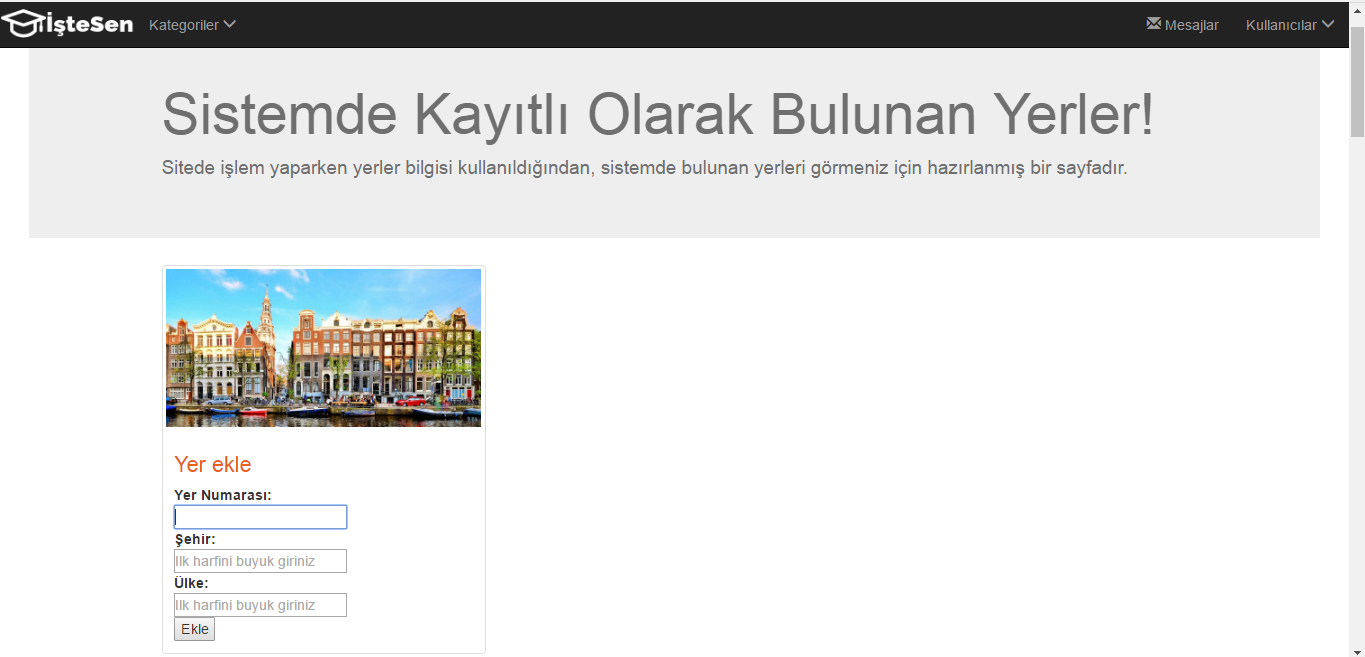 İşteSen Kategoriler Mesajlar Kullanıcılar
Sistemde Kayıtlı Olarak Bulunan Yerler!
Sitede işlem yaparken yerler bilgisi kullanıldığından, sistemde bulunan yerleri görmeniz için hazırlanmış bir sayfadır.
Yer ekle
Yer Numarası:
Şehir:
Ilk harfini buyuk giriniz
Ülke:
Ilk harfini buyuk giriniz
Ekle